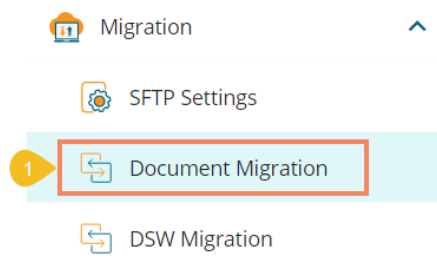 Migration
SFTP Settings
1 Document Migration
DSW Migration